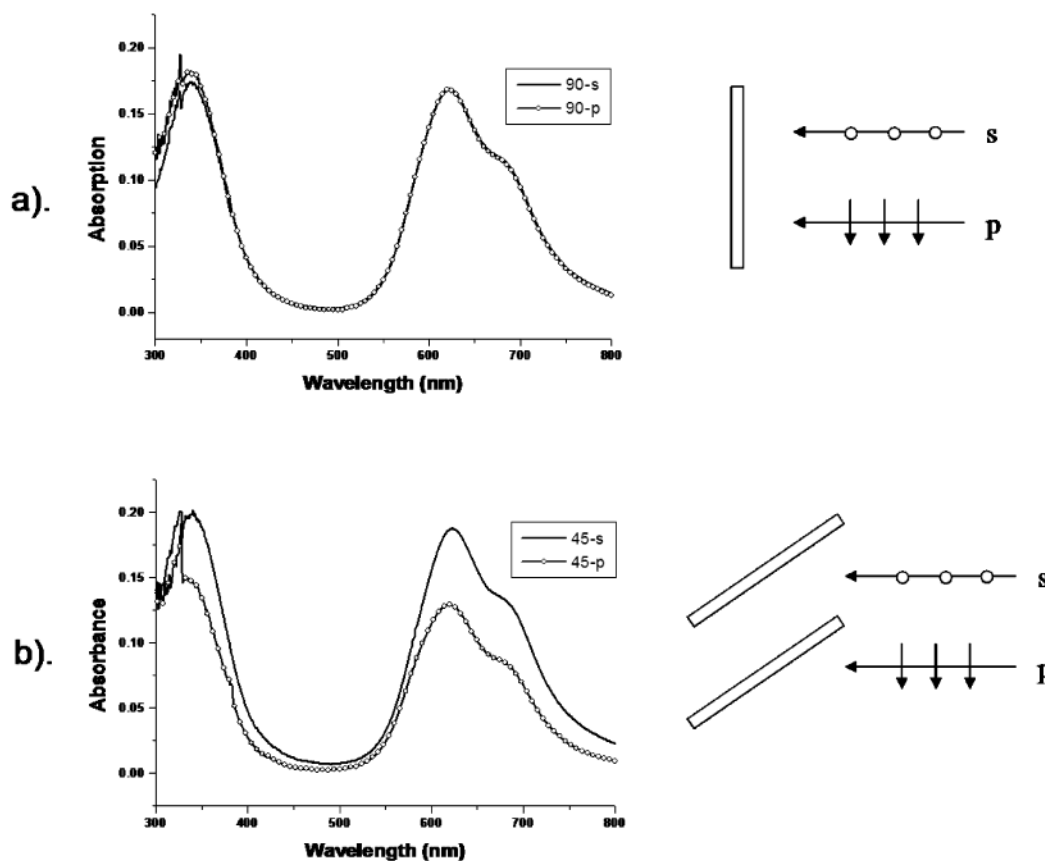 a).
Absorption
0.20
0.15
0.10
0.05
0.00
300 400 500 600 700 800
Wavelength (nm)
90-s
90-p
s
p
b).
Absorbance
0.20
0.15
0.10
0.05
0.00
300 400 500 600 700 800
Wavelength (nm)
45-s
45-p
s
p